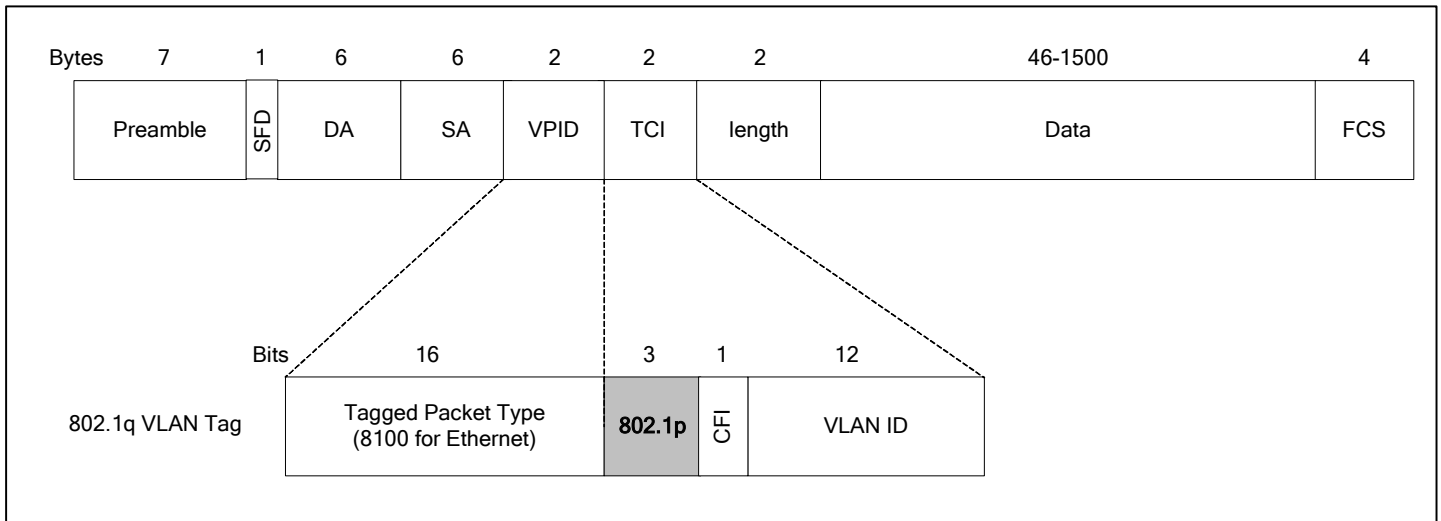 Bytes 7 1 6 6 2 2 2 46-1500 4
Preamble SFD DA SA VPID TCI length Data FCS
Bits 16 3 1 12
802.1q VLAN Tag
Tagged Packet Type
(8100 for Ethernet)
802.1p CFI VLAN ID